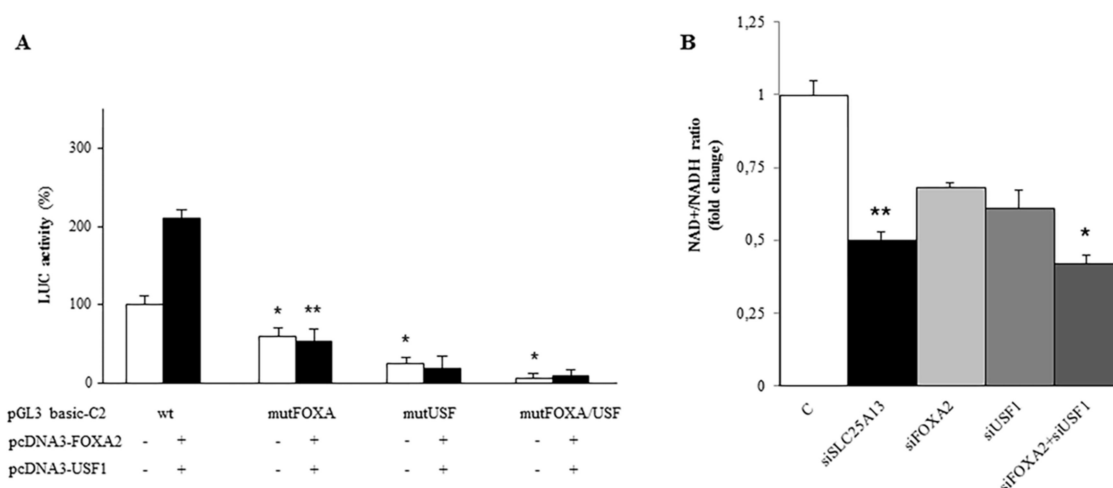 A
LUC activity (%)
300
200
100
0
* ** * *
pGL3 basic-C2 wt mutFOXA mutUSF mutFOXA/USF
pcDNA3-FOXA2 - + - + - + - +
pcDNA3-USF1 - + - + - + - +
B
NAD+/NADH ratio
(fold change)
1,25
1
0,75
0,5
0,25
0
** *
C siSLC25A13 siFOXA2 siUSF1 siFOXA2+siUSF1